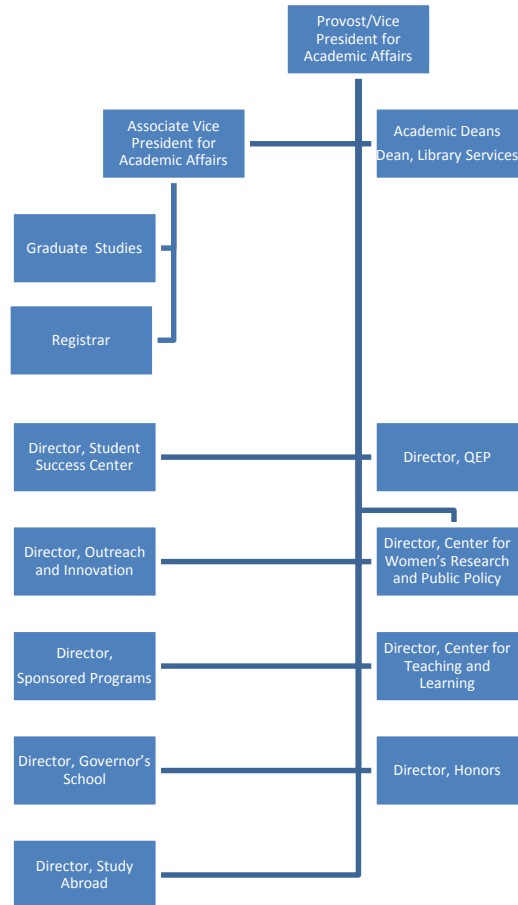 Provost/Vice
President for
Academic Affairs
Associate Vice
President for
Academic Affairs
Academic Deans
Dean, Library Services
Graduate Studies
Registrar
Director, Student
Success Center
Director, QEP
Director, Outreach
and Innovation
Director, Center for
Women's Research
and Public Policy
Director,
Sponsored Programs
Director, Center for
Teaching and
Learning
Director, Governor's
School
Director, Honors
Director, Study
Abroad